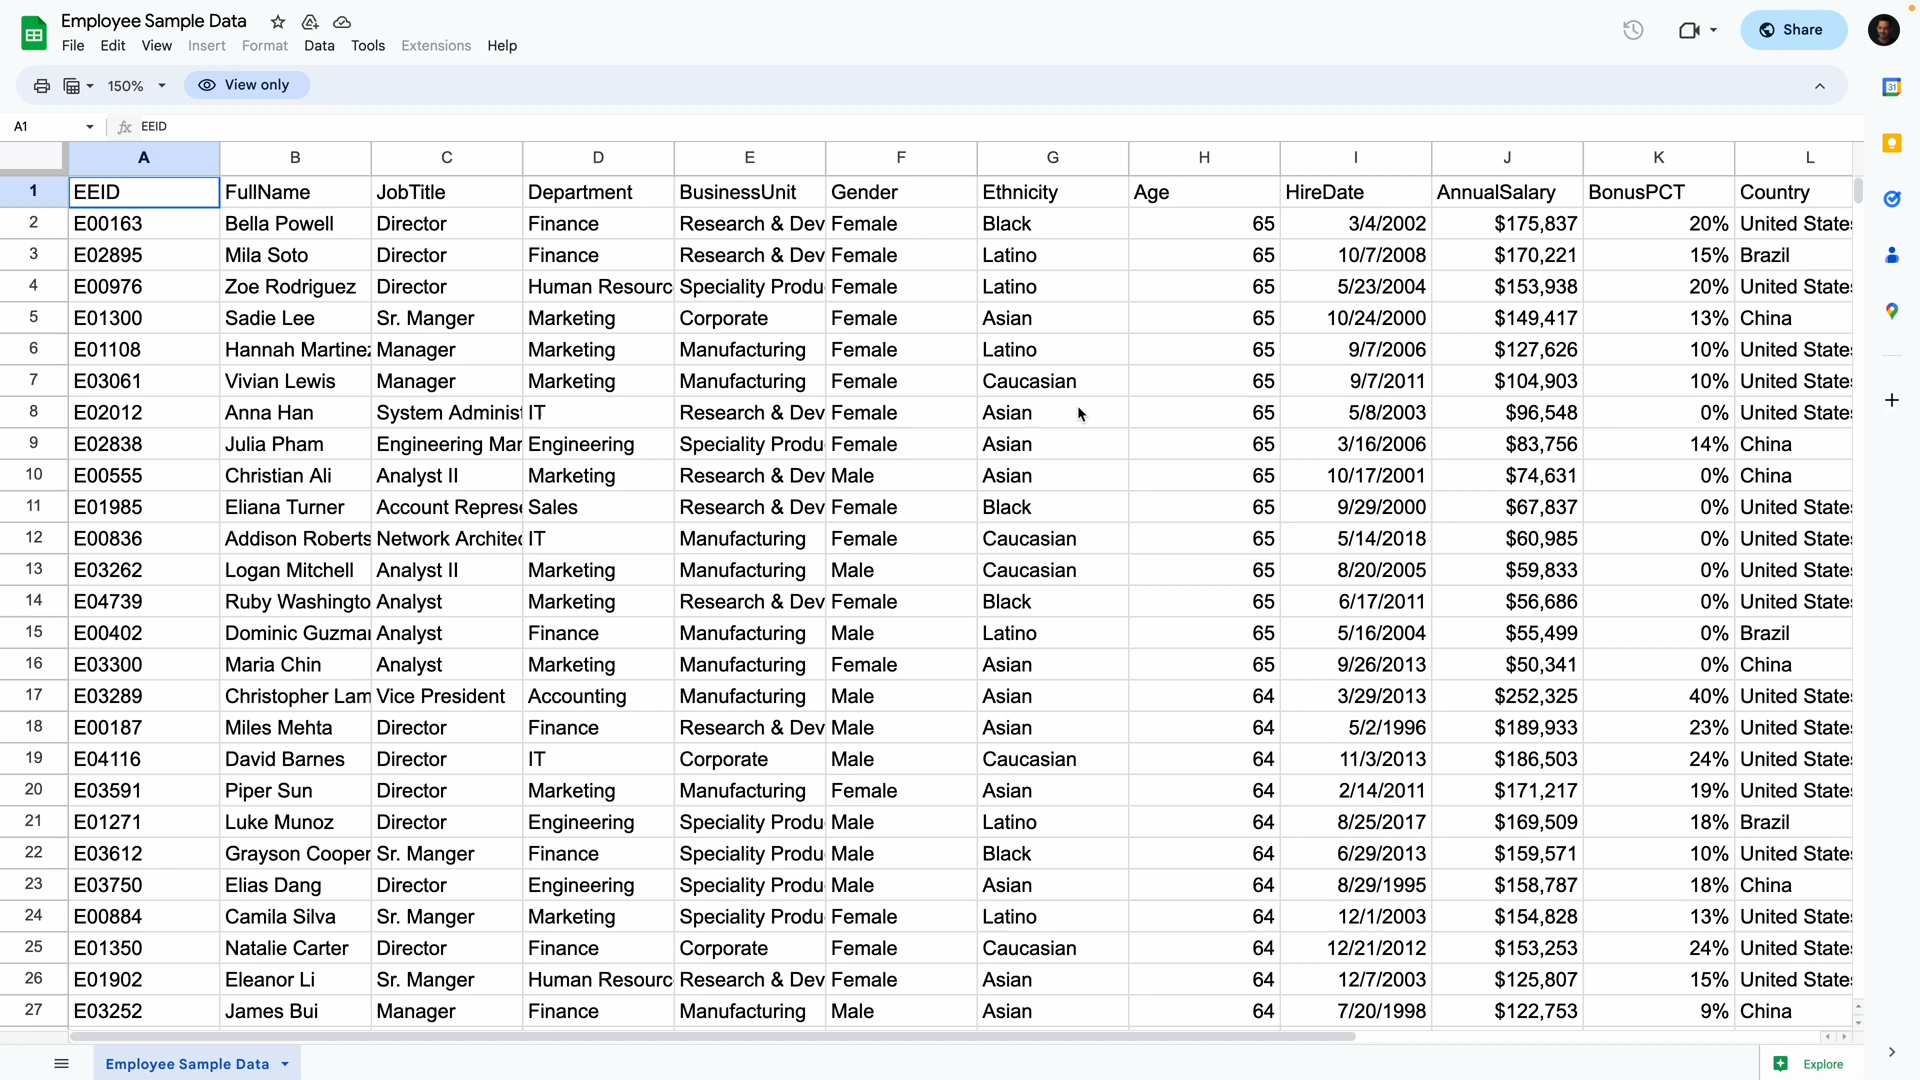 Employee Sample Data
File Edit View Insert Format Data Tools Extensions Help
Share
150% View only
31
A1 fx EEID
A B C D E F G H I J K L
1 EEID FullName JobTitle Department BusinessUnit Gender Ethnicity Age HireDate AnnualSalary BonusPCT Country
2 E00163 Bella Powell Director Finance Research & Dev Female Black 65 3/4/2002 $175,837 20% United States
3 E02895 Mila Soto Director Finance Research & Dev Female Latino 65 10/7/2008 $170,221 15% Brazil
4 E00976 Zoe Rodriguez Director Human Resourc Speciality Produ Female Latino 65 5/23/2004 $153,938 20% United States
5 E01300 Sadie Lee Sr. Manger Marketing Corporate Female Asian 65 10/24/2000 $149,417 13% China
6 E01108 Hannah Martinez Manager Marketing Manufacturing Female Latino 65 9/7/2006 $127,626 10% United States
7 E03061 Vivian Lewis Manager Marketing Manufacturing Female Caucasian 65 9/7/2011 $104,903 10% United States
8 E02012 Anna Han System Administ IT Research & Dev Female Asian 65 5/8/2003 $96,548 0% United States
9 E02838 Julia Pham Engineering Man Engineering Speciality Produ Female Asian 65 3/16/2006 $83,756 14% China
10 E00555 Christian Ali Analyst II Marketing Research & Dev Male Asian 65 10/17/2001 $74,631 0% China
11 E01985 Eliana Turner Account Represe Sales Research & Dev Female Black 65 9/29/2000 $67,837 0% United States
12 E00836 Addison Roberts Network Architec IT Manufacturing Female Caucasian 65 5/14/2018 $60,985 0% United States
13 E03262 Logan Mitchell Analyst II Marketing Manufacturing Male Caucasian 65 8/20/2005 $59,833 0% United States
14 E04739 Ruby Washingto Analyst Marketing Research & Dev Female Black 65 6/17/2011 $56,686 0% United States
15 E00402 Dominic Guzman Analyst Finance Manufacturing Male Latino 65 5/16/2004 $55,499 0% Brazil
16 E03300 Maria Chin Analyst Marketing Manufacturing Female Asian 65 9/26/2013 $50,341 0% China
17 E03289 Christopher Lam Vice President Accounting Manufacturing Male Asian 64 3/29/2013 $252,325 40% United States
18 E00187 Miles Mehta Director Finance Research & Dev Male Asian 64 5/2/1996 $189,933 23% United States
19 E04116 David Barnes Director IT Corporate Male Caucasian 64 11/3/2013 $186,503 24% United States
20 E03591 Piper Sun Director Marketing Manufacturing Female Asian 64 2/14/2011 $171,217 19% United States
21 E01271 Luke Munoz Director Engineering Speciality Produ Male Latino 64 8/25/2017 $169,509 18% Brazil
22 E03612 Grayson Cooper Sr. Manger Finance Speciality Produ Male Black 64 6/29/2013 $159,571 10% United States
23 E03750 Elias Dang Director Engineering Speciality Produ Male Asian 64 8/29/1995 $158,787 18% China
24 E00884 Camila Silva Sr. Manger Marketing Speciality Produ Female Latino 64 12/1/2003 $154,828 13% United States
25 E01350 Natalie Carter Director Finance Corporate Female Caucasian 64 12/21/2012 $153,253 24% United States
26 E01902 Eleanor Li Sr. Manger Human Resourc Research & Dev Female Asian 64 12/7/2003 $125,807 15% United States
27 E03252 James Bui Manager Finance Manufacturing Male Asian 64 7/20/1998 $122,753 9% China
Employee Sample Data
Explore